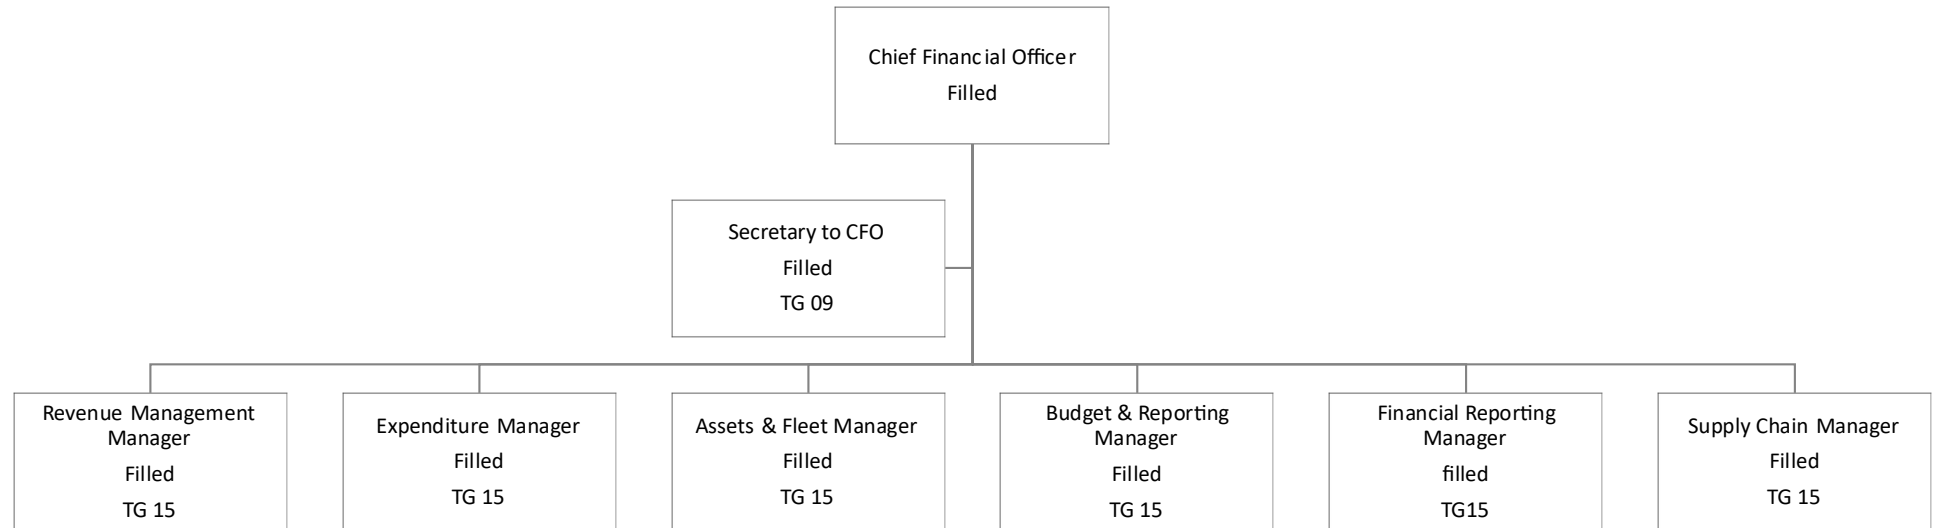 Chief Financial Officer
Filled
Secretary to CFO
Filled
TG 09
Revenue Management
Manager
Filled
TG 15
Expenditure Manager
Filled
TG 15
Assets & Fleet Manager
Filled
TG 15
Budget & Reporting
Manager
Filled
TG 15
Financial Reporting
Manager
filled
TG15
Supply Chain Manager
Filled
TG 15